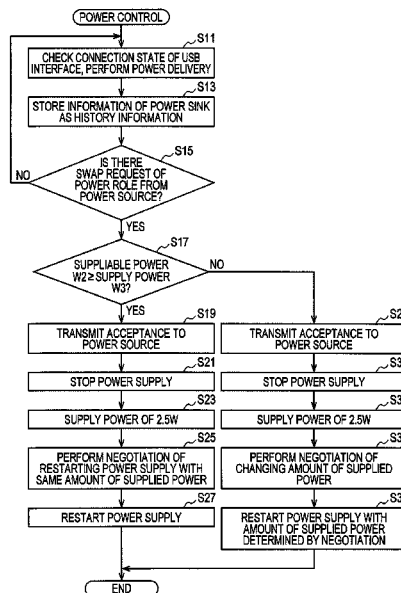 POWER CONTROL
S11
CHECK CONNECTION STATE OF USB
INTERFACE, PERFORM POWER DELIVERY
S13
STORE INFORMATION OF POWER SINK
AS HISTORY INFORMATION
S15
IS THERE
SWAP REQUEST OF
POWER ROLE FROM
POWER SOURCE?
NO
YES
S17
SUPPLIABLE POWER
W2≥SUPPLY POWER
W3?
NO
YES
S19
TRANSMIT ACCEPTANCE TO
POWER SOURCE
S21
STOP POWER SUPPLY
S23
SUPPLY POWER OF 2.5W
S25
PERFORM NEGOTIATION OF
RESTARTING POWER SUPPLY WITH
SAME AMOUNT OF SUPPLIED POWER
S27
RESTART POWER SUPPLY
TRANSMIT ACCEPTANCE TO
POWER SOURCE
STOP POWER SUPPLY
SUPPLY POWER OF 2.5W
PERFORM NEGOTIATION OF
CHANGING AMOUNT OF SUPPLIED
POWER
RESTART POWER SUPPLY WITH
AMOUNT OF SUPPLIED POWER
DETERMINED BY NEGOTIATION
END